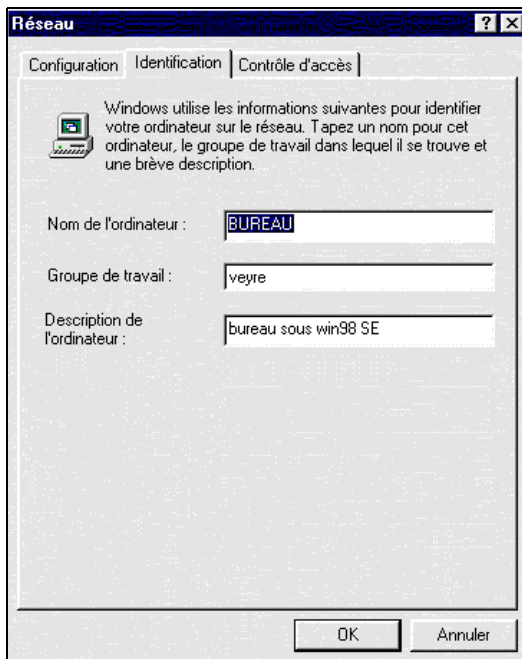 Réseau
Configuration Identification Contrôle d'accès
Windows utilise les informations suivantes pour identifier
votre ordinateur sur le réseau. Tapez un nom pour cet
ordinateur, le groupe de travail dans lequel il se trouve et
une brève description.
Nom de l'ordinateur : BUREAU
Groupe de travail : veyre
Description de
l'ordinateur : bureau sous win98 SE
OK Annuler